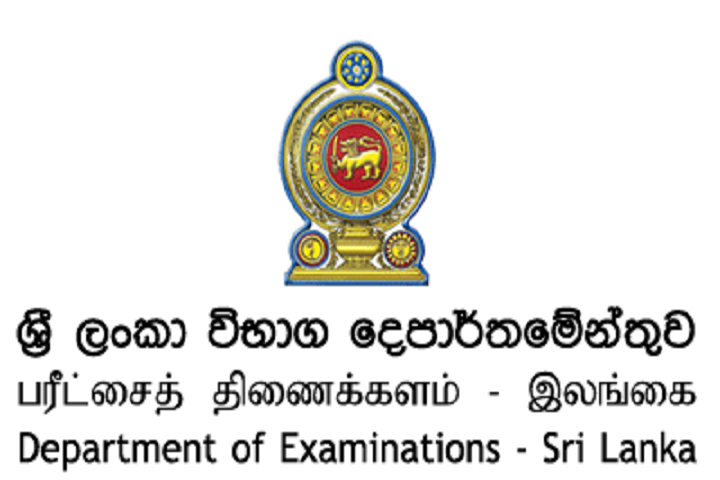 ශ්‍රී ලංකා විභාග දෙපාර්තමේන්තුව
பரீட்சைத் திணைக்களம் - இலங்கை
Department of Examinations - Sri Lanka